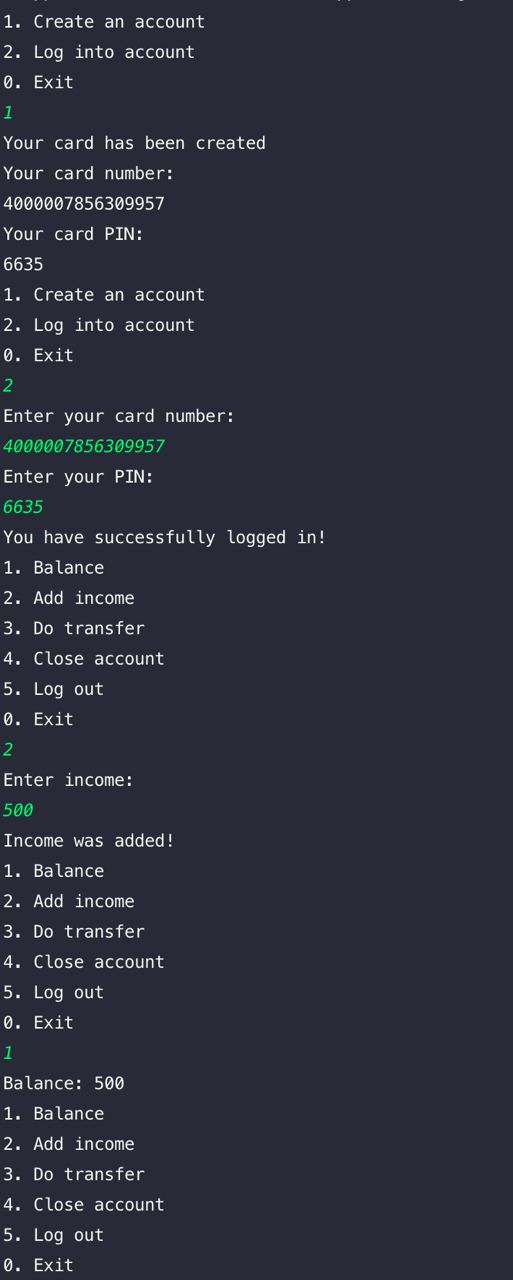 1. Create an account
2. Log into account
0. Exit
1
Your card has been created
Your card number:
4000007856309957
Your card PIN:
6635
1. Create an account
2. Log into account
0. Exit
2
Enter your card number:
4000007856309957
Enter your PIN:
6635
You have successfully logged in!
1. Balance
2. Add income
3. Do transfer
4. Close account
5. Log out
0. Exit
2
Enter income:
500
Income was added!
1. Balance
2. Add income
3. Do transfer
4. Close account
5. Log out
0. Exit
1
Balance: 500
1. Balance
2. Add income
3. Do transfer
4. Close account
5. Log out
0. Exit